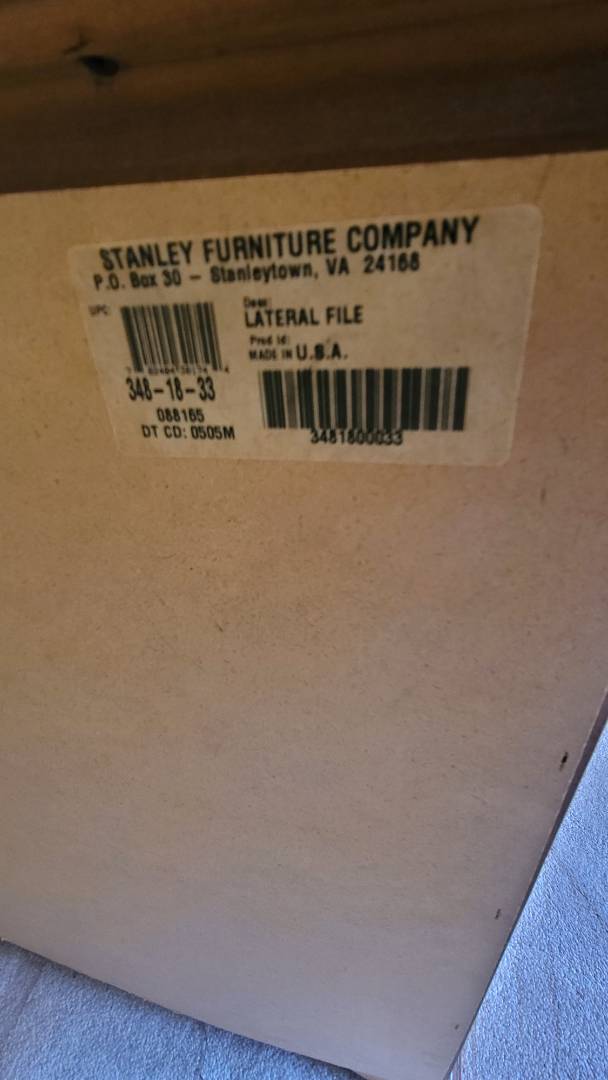 STANLEY FURNITURE COMPANY
P.O. Box 30 – Stanleytown, VA 24168
UPC:
Desc:
LATERAL FILE
Prod Id:
MADE IN U.S.A.
348-18-33
088165
DT CD: 0505M
3481800033